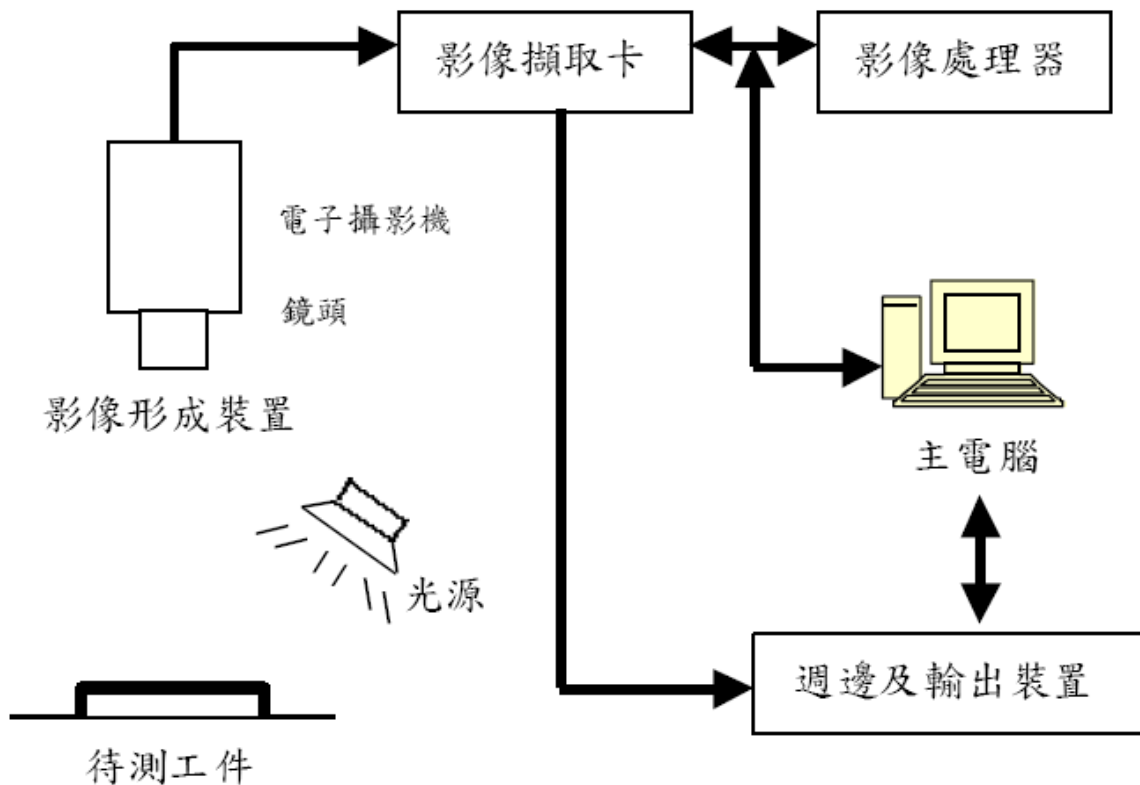 影像擷取卡
影像處理器
電子攝影機
鏡頭
影像形成裝置
主電腦
光源
週邊及輸出裝置
待測工件